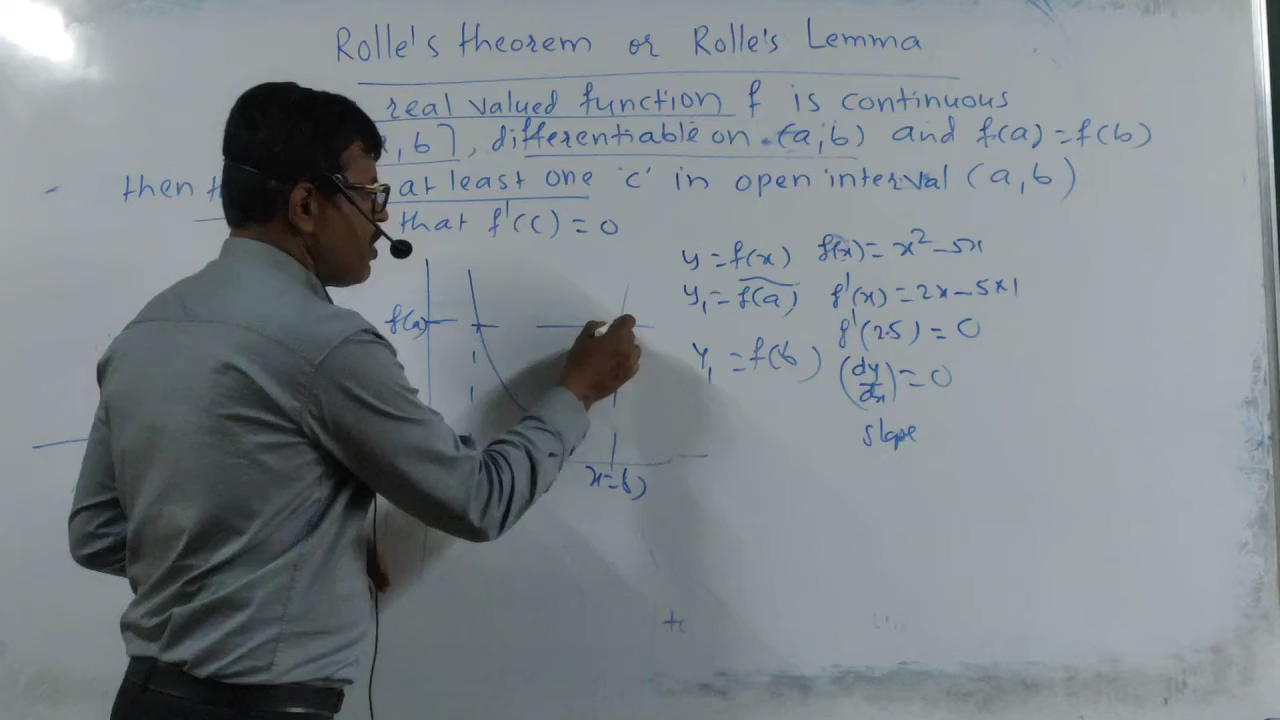 Rolle's theorem or Rolle's Lemma
real valued function f is continuous
, b], differentiable on (a, b) and f(a) = f(b)
then at least one 'c' in open interval (a, b)
that f'(c) = 0
y = f(x) f(x) = x² - 5x
y₁ = f(a) f'(x) = 2x - 5×1
f'(2.5) = 0
f(a)
y₁ = f(b) (dy/dx) = 0
slope
x = b)